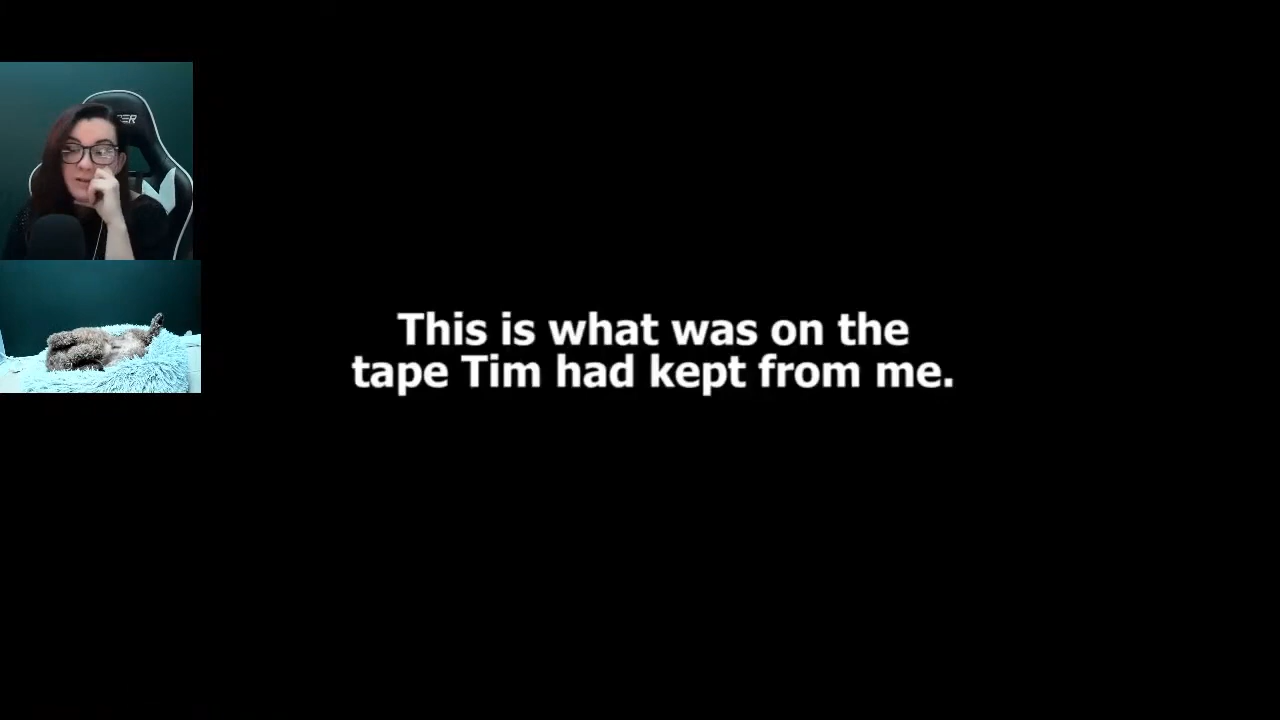 This is what was on the
tape Tim had kept from me.